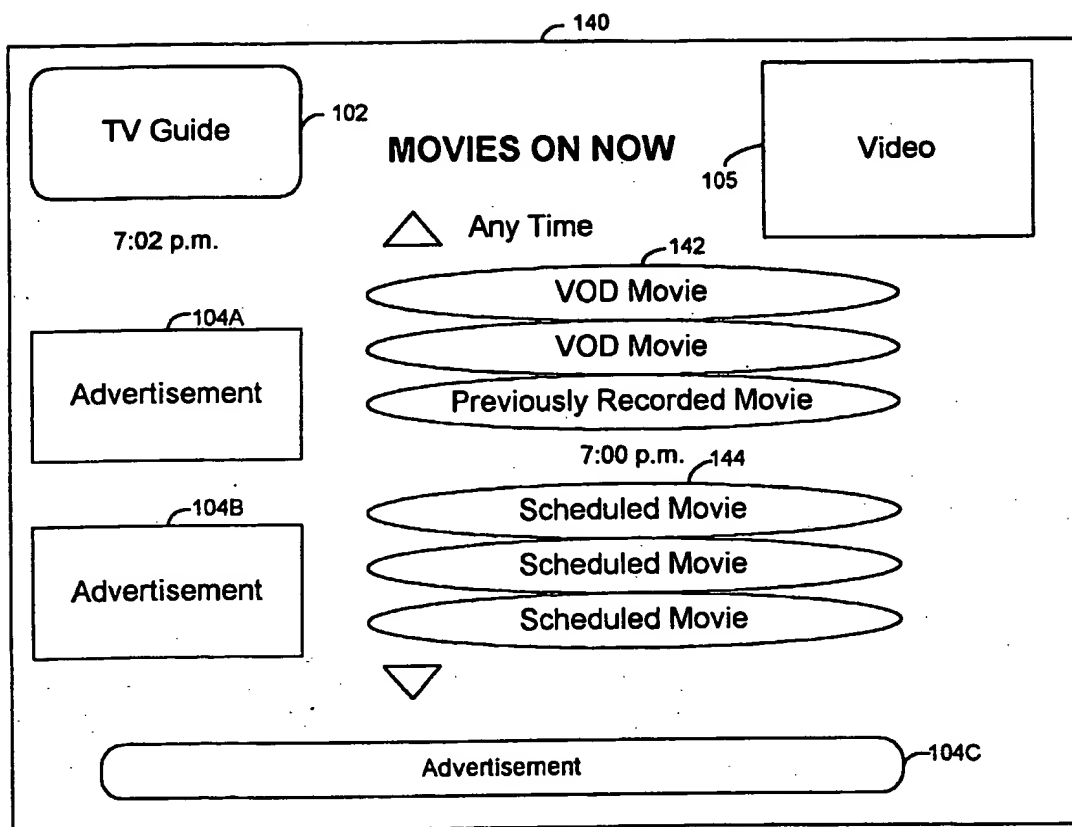 140
TV Guide
102
MOVIES ON NOW
105
Video
7:02 p.m.
Any Time
142
VOD Movie
VOD Movie
Previously Recorded Movie
104A
Advertisement
7:00 p.m.
144
Scheduled Movie
Scheduled Movie
Scheduled Movie
104B
Advertisement
Advertisement
104C